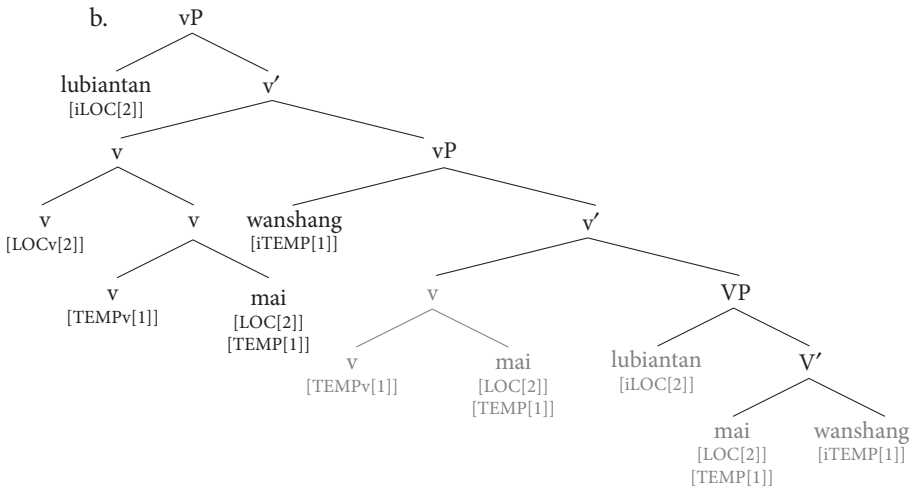 b. vP
lubiantan v′
[iLOC[2]]
v vP
v v wanshang v′
[LOCv[2]] [iTEMP[1]]
v mai v VP
[TEMPv[1]] [LOC[2]]
[TEMP[1]]
v mai lubiantan V′
[TEMPv[1]] [LOC[2]] [iLOC[2]]
[TEMP[1]]
mai wanshang
[LOC[2]] [iTEMP[1]]
[TEMP[1]]